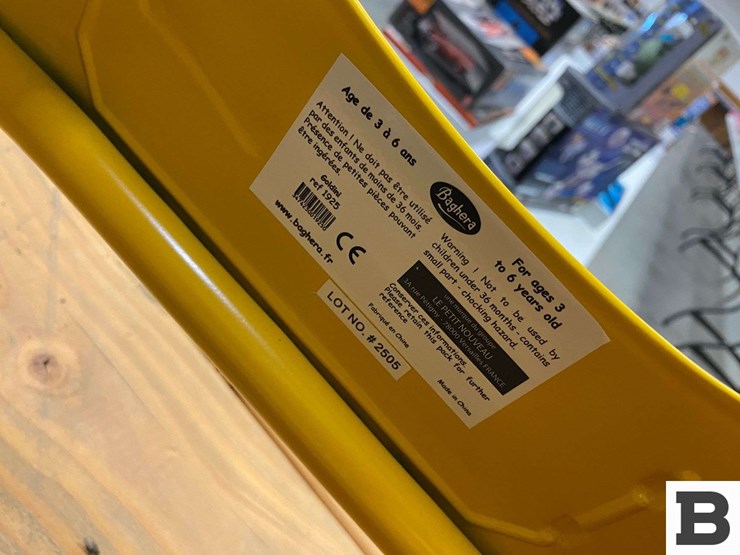 Age de 3 à 6 ans
Attention ! Ne doit pas être utilisé
par des enfants de moins de 36 mois.
Présence de petites pièces pouvant
être ingérées.
Goldini
ref 1925
www.baghera.fr
CE
Baghera
For ages 3
to 6 years old
Warning ! Not to be used by
children under 36 months - contains
small part - chocking hazard.
LE PETIT NOUVEAU
FRANCE
Conserver ces informations.
Please retain this pack for further
reference
Fabriqué en Chine
Made in China
LOT NO. # 2505
B